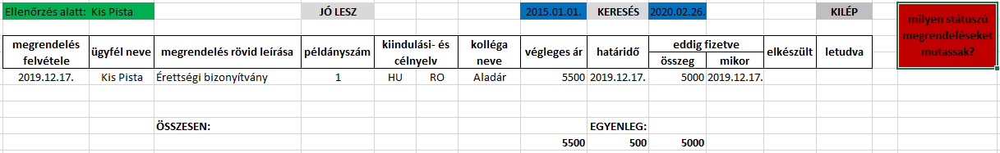 Ellenőrzés alatt: Kis Pista JÓ LESZ 2015.01.01. KERESÉS 2020.02.26. KILÉP
milyen státuszú megrendeléseket mutassak?
megrendelés felvétele ügyfél neve megrendelés rövid leírása példányszám kiindulási- és célnyelv kolléga neve végleges ár határidő eddig fizetve elkészült letudva
összeg mikor
2019.12.17. Kis Pista Érettségi bizonyítvány 1 HU RO Aladár 5500 2019.12.17. 5000 2019.12.17.
ÖSSZESEN: EGYENLEG:
5500 500 5000